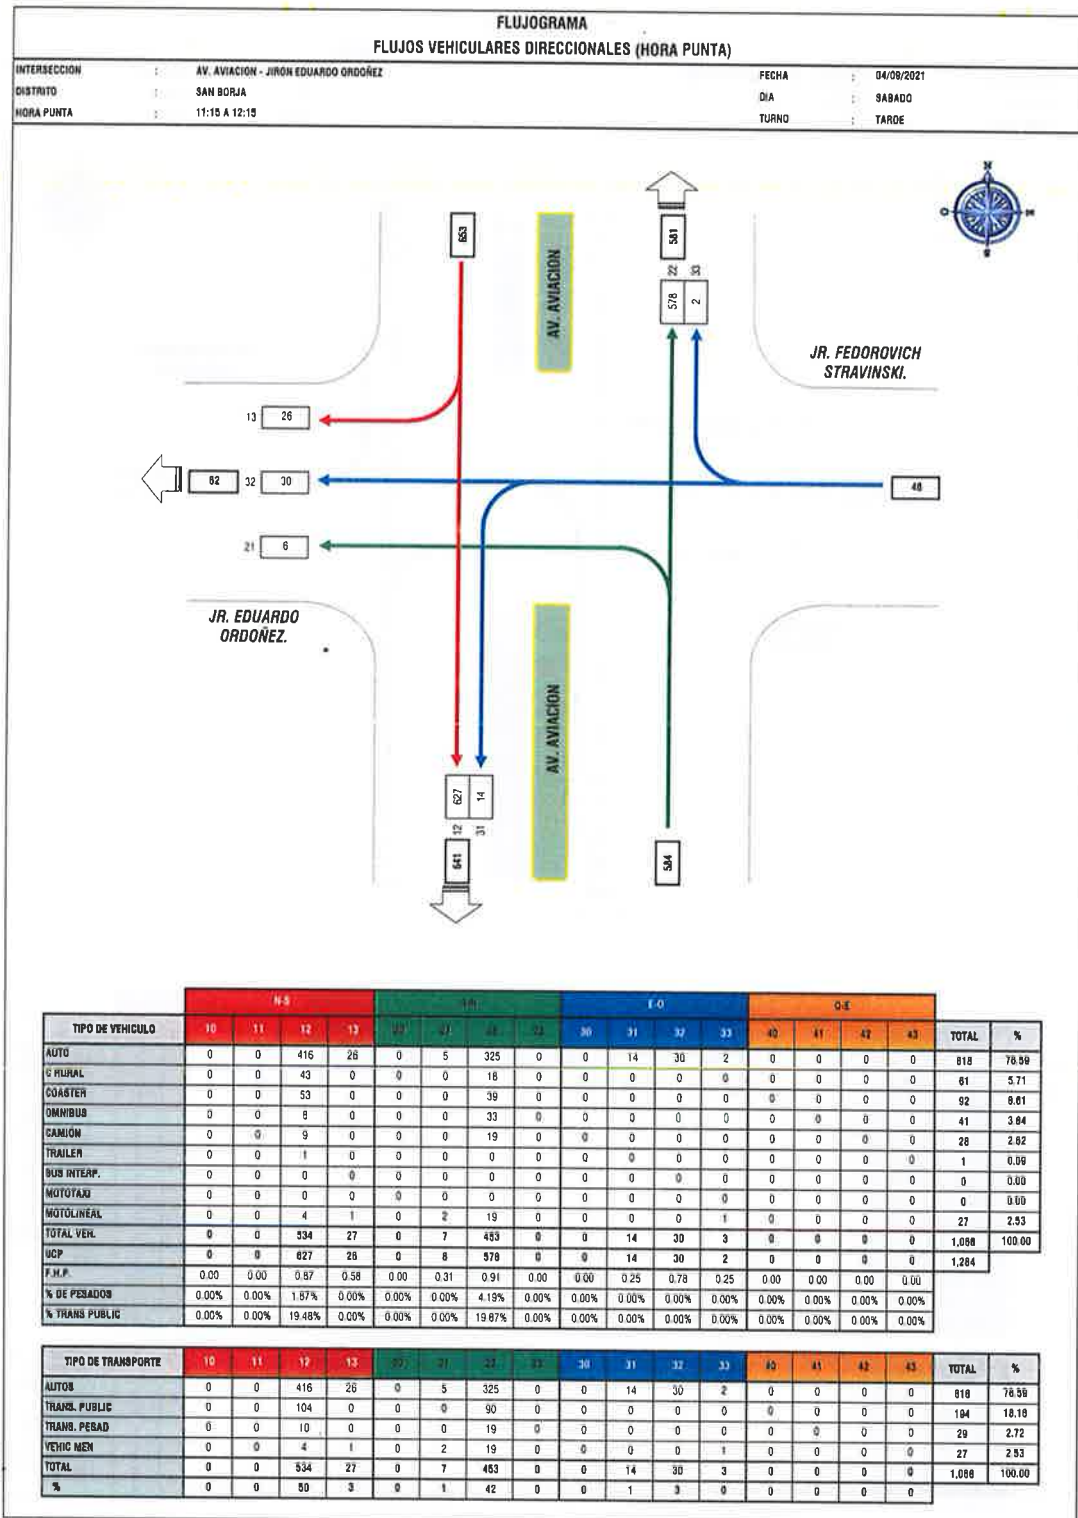 FLUJOGRAMA
FLUJOS VEHICULARES DIRECCIONALES (HORA PUNTA)
INTERSECCION : AV. AVIACION - JIRON EDUARDO ORDOÑEZ FECHA : 04/09/2021
DISTRITO : SAN BORJA DIA : SABADO
HORA PUNTA : 11:15 A 12:15 TURNO : TARDE
N
O
S
653
AV. AVIACION
581
22 33
578 2
JR. FEDOROVICH
STRAVINSKI.
13 26
62 32 30
46
21 6
JR. EDUARDO
ORDOÑEZ.
AV. AVIACION
627 14
12 31
641
584
N-S E-O O-E
TIPO DE VEHICULO 10 11 12 13 20 21 22 23 30 31 32 33 40 41 42 43 TOTAL %
AUTO 0 0 416 26 0 5 325 0 0 14 30 2 0 0 0 0 818 76.59
C RURAL 0 0 43 0 0 0 18 0 0 0 0 0 0 0 0 0 61 5.71
COASTER 0 0 53 0 0 0 39 0 0 0 0 0 0 0 0 0 92 8.61
OMNIBUS 0 0 8 0 0 0 33 0 0 0 0 0 0 0 0 0 41 3.84
CAMIÓN 0 0 9 0 0 0 19 0 0 0 0 0 0 0 0 0 28 2.62
TRAILER 0 0 1 0 0 0 0 0 0 0 0 0 0 0 0 0 1 0.09
BUS INTERP. 0 0 0 0 0 0 0 0 0 0 0 0 0 0 0 0 0 0.00
MOTOTAXI 0 0 0 0 0 0 0 0 0 0 0 0 0 0 0 0 0 0.00
MOTOLINEAL 0 0 4 1 0 2 19 0 0 0 0 1 0 0 0 0 27 2.53
TOTAL VEH. 0 0 534 27 0 7 453 0 0 14 30 3 0 0 0 0 1,068 100.00
UCP 0 0 627 26 0 6 578 0 0 14 30 2 0 0 0 0 1,284
F.H.P. 0.00 0.00 0.87 0.58 0.00 0.31 0.91 0.00 0.00 0.25 0.78 0.25 0.00 0.00 0.00 0.00
% DE PESADOS 0.00% 0.00% 1.87% 0.00% 0.00% 0.00% 4.19% 0.00% 0.00% 0.00% 0.00% 0.00% 0.00% 0.00% 0.00% 0.00%
% TRANS PUBLIC 0.00% 0.00% 19.48% 0.00% 0.00% 0.00% 19.87% 0.00% 0.00% 0.00% 0.00% 0.00% 0.00% 0.00% 0.00% 0.00%
TIPO DE TRANSPORTE 10 11 12 13 20 21 22 23 30 31 32 33 40 41 42 43 TOTAL %
AUTOS 0 0 416 26 0 5 325 0 0 14 30 2 0 0 0 0 818 76.59
TRANS. PUBLIC 0 0 104 0 0 0 90 0 0 0 0 0 0 0 0 0 194 18.16
TRANS. PESAD 0 0 10 0 0 0 19 0 0 0 0 0 0 0 0 0 29 2.72
VEHIC MEN 0 0 4 1 0 2 19 0 0 0 0 1 0 0 0 0 27 2.53
TOTAL 0 0 534 27 0 7 453 0 0 14 30 3 0 0 0 0 1,068 100.00
% 0 0 50 3 0 1 42 0 0 1 3 0 0 0 0 0